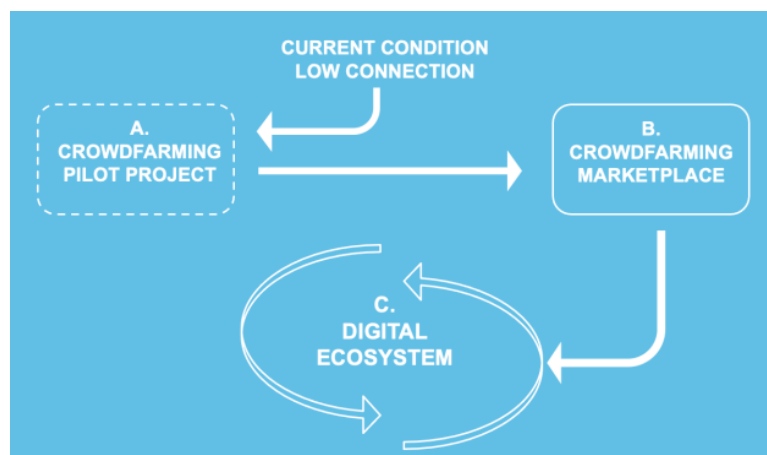 CURRENT CONDITION
LOW CONNECTION
A.
CROWDFARMING
PILOT PROJECT
B.
CROWDFARMING
MARKETPLACE
C.
DIGITAL
ECOSYSTEM